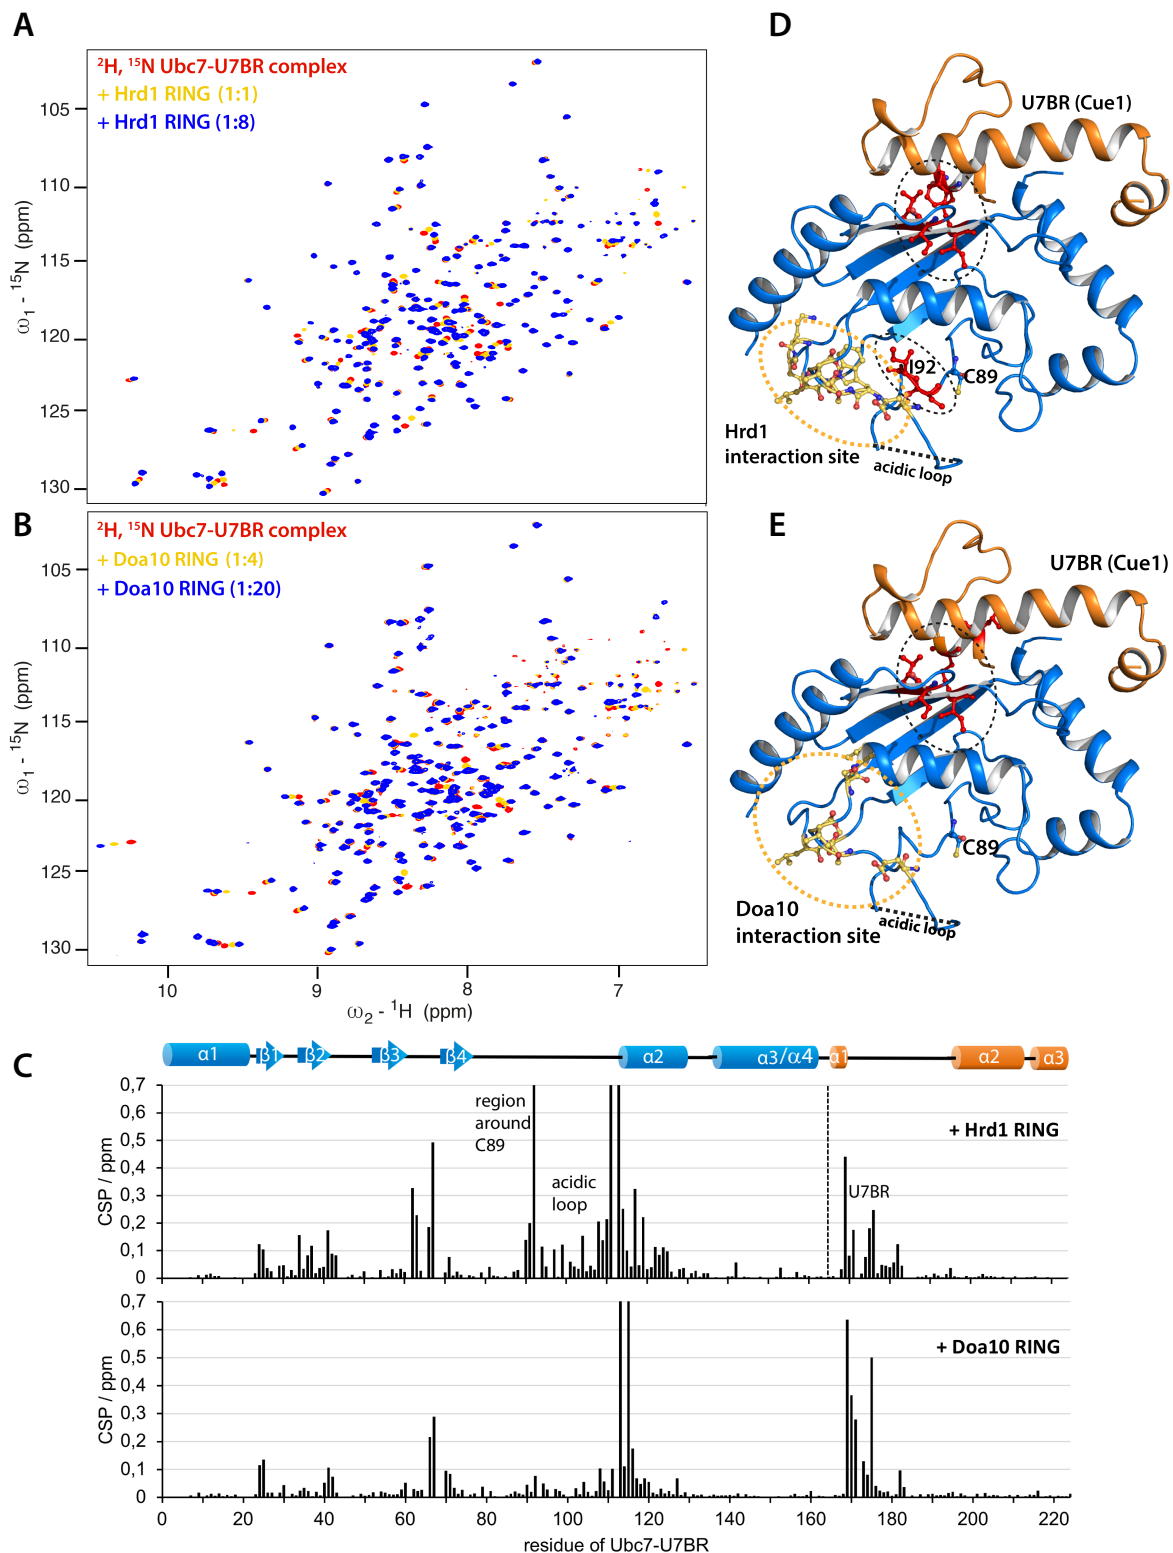 A
²H, ¹⁵N Ubc7-U7BR complex
+ Hrd1 RING (1:1)
+ Hrd1 RING (1:8)
105
110
115
120
125
130
ω₁ - ¹⁵N (ppm)
B
²H, ¹⁵N Ubc7-U7BR complex
+ Doa10 RING (1:4)
+ Doa10 RING (1:20)
105
110
115
120
125
130
ω₁ - ¹⁵N (ppm)
10
9
8
7
ω₂ - ¹H (ppm)
D
U7BR (Cue1)
I92
C89
Hrd1
interaction site
acidic loop
E
U7BR (Cue1)
C89
Doa10
interaction site
acidic loop
C
α1
β1
β2
β3
β4
α2
α3/α4
α1
α2
α3
0,7
0,6
0,5
0,4
0,3
0,2
0,1
0
CSP / ppm
region
around
C89
acidic
loop
+ Hrd1 RING
U7BR
0,7
0,6
0,5
0,4
0,3
0,2
0,1
0
CSP / ppm
+ Doa10 RING
0 20 40 60 80 100 120 140 160 180 200 220
residue of Ubc7-U7BR